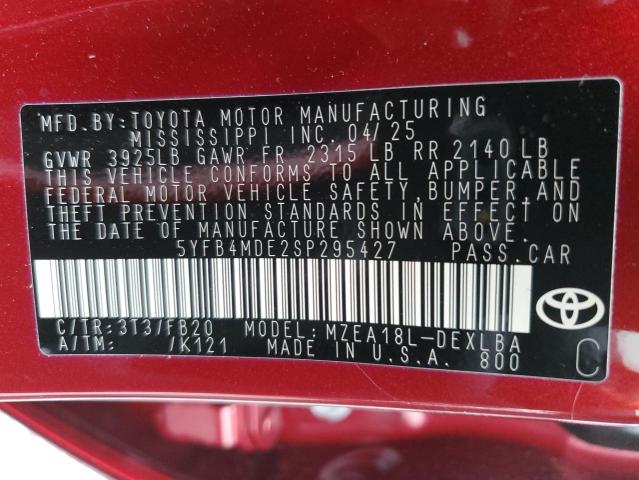 MFD.BY:TOYOTA MOTOR MANUFACTURING
MISSISSIPPI INC. 04/25
GVWR 3925LB GAWR FR 2315 LB RR 2140 LB
THIS VEHICLE CONFORMS TO ALL APPLICABLE
FEDERAL MOTOR VEHICLE SAFETY, BUMPER, AND
THEFT PREVENTION STANDARDS IN EFFECT ON
THE DATE OF MANUFACTURE SHOWN ABOVE.
5YFB4MDE2SP295427 PASS.CAR
C/TR:3T3/FB20 MODEL:MZEA18L-DEXLBA
A/TM: /K121 MADE IN U.S.A. 800
C